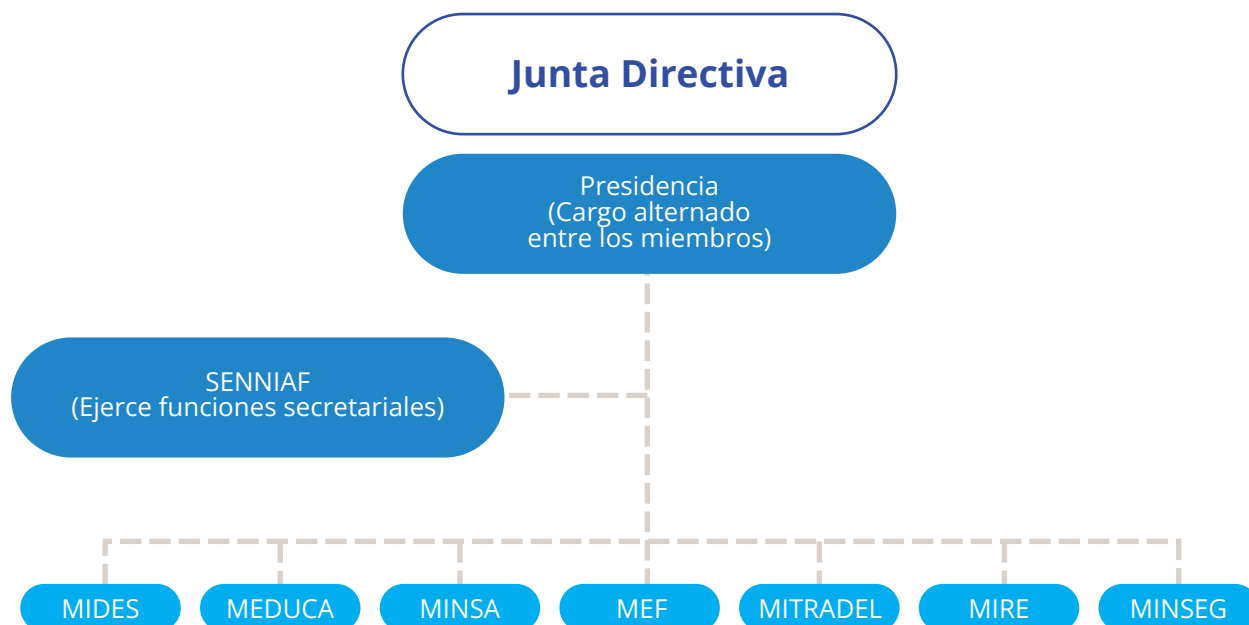 Junta Directiva
Presidencia
(Cargo alternado
entre los miembros)
SENNIAF
(Ejerce funciones secretariales)
MIDES
MEDUCA
MINSA
MEF
MITRADEL
MIRE
MINSEG